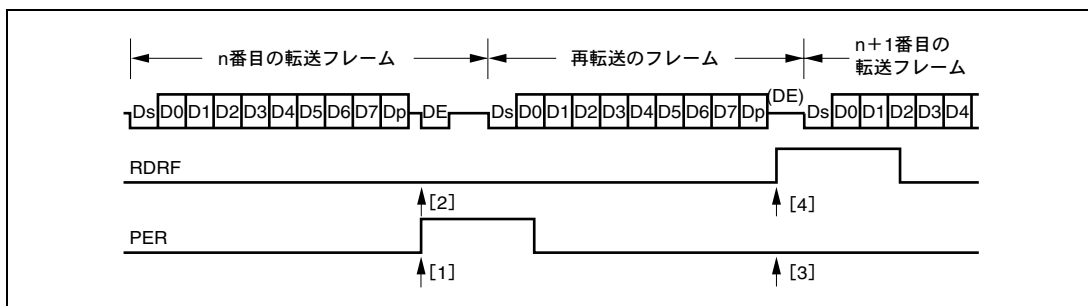 n番目の転送フレーム
再転送のフレーム
n+1番目の
転送フレーム
Ds D0 D1 D2 D3 D4 D5 D6 D7 Dp DE Ds D0 D1 D2 D3 D4 D5 D6 D7 Dp (DE) Ds D0 D1 D2 D3 D4
RDRF
[2] [4]
PER
[1] [3]